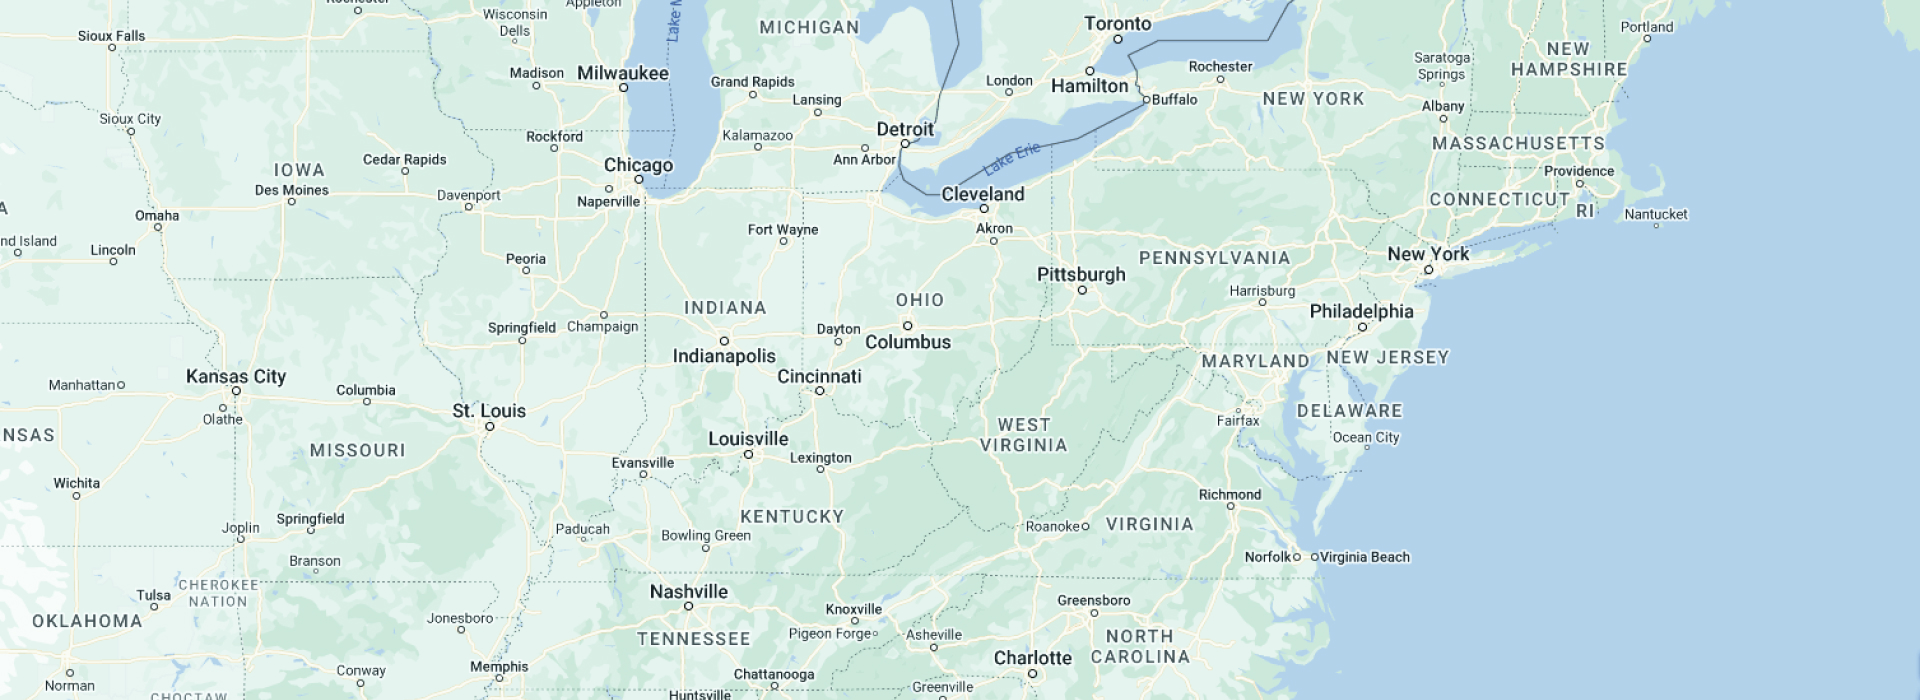 Rochester
Wisconsin
Dells
Appleton
Lake M
MICHIGAN
Toronto
Portland
Sioux Falls
NEW
HAMPSHIRE
Madison
Milwaukee
Grand Rapids
London
Hamilton
Rochester
Saratoga
Springs
Lansing
Buffalo
NEW YORK
Albany
Sioux City
Rockford
Kalamazoo
Detroit
Ann Arbor
Lake Erie
MASSACHUSETTS
IOWA
Cedar Rapids
Chicago
Providence
A
Des Moines
Davenport
Naperville
Cleveland
CONNECTICUT
RI
Nantucket
Omaha
Fort Wayne
Akron
nd Island
Lincoln
Peoria
Pittsburgh
PENNSYLVANIA
New York
Harrisburg
INDIANA
OHIO
Philadelphia
Springfield
Champaign
Dayton
Columbus
Indianapolis
MARYLAND
NEW JERSEY
Manhattan
Kansas City
Columbia
Cincinnati
Olathe
St. Louis
Fairfax
DELAWARE
NSAS
MISSOURI
Louisville
WEST
VIRGINIA
Ocean City
Evansville
Lexington
Wichita
Richmond
Springfield
Joplin
Paducah
KENTUCKY
Bowling Green
Roanoke
VIRGINIA
Branson
Norfolk
Virginia Beach
CHEROKEE
NATION
Tulsa
Nashville
Knoxville
Greensboro
OKLAHOMA
Jonesboro
TENNESSEE
Pigeon Forge
Asheville
NORTH
CAROLINA
Memphis
Conway
Chattanooga
Charlotte
Norman
CHOCTAW
Huntsville
Greenville